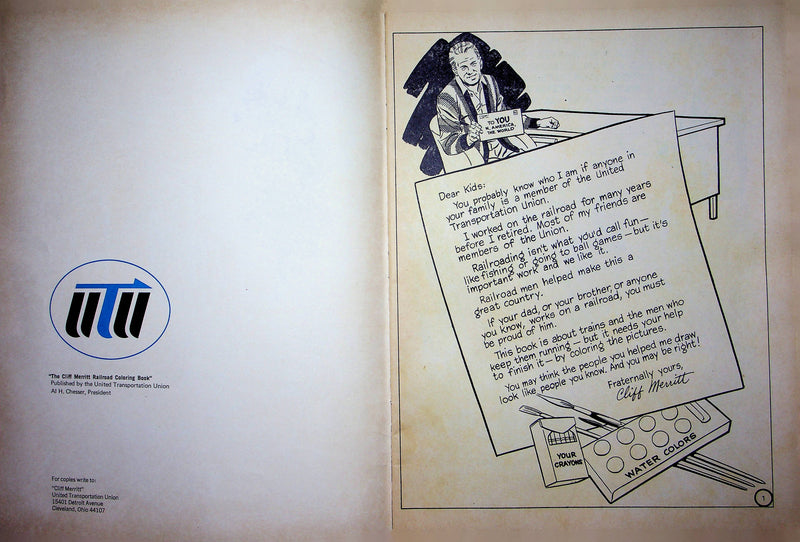 UTU
"The Cliff Merritt Railroad Coloring Book"
Published by the United Transportation Union
Al H. Chesser, President
For copies write to:
"Cliff Merritt"
United Transportation Union
15401 Detroit Avenue
Cleveland, Ohio 44107
TO YOU
N. AMERICA,
THE WORLD
Dear Kids:
You probably know who I am if anyone in
your family is a member of the United
Transportation Union.
I worked on the railroad for many years
before I retired. Most of my friends are
members of the Union.
Railroading isn't what you'd call fun—
like fishing or going to ball games—but it's
important work and we like it.
Railroad men helped make this a
great country.
If your dad, or your brother, or anyone
you know, works on a railroad, you must
be proud of him.
This book is about trains and the men who
keep them running—but it needs your help
to finish it—by coloring the pictures.
You may think the people you helped me draw
look like people you know. And you may be right!
Fraternally yours,
Cliff Merritt
YOUR
CRAYONS
WATER COLORS
1